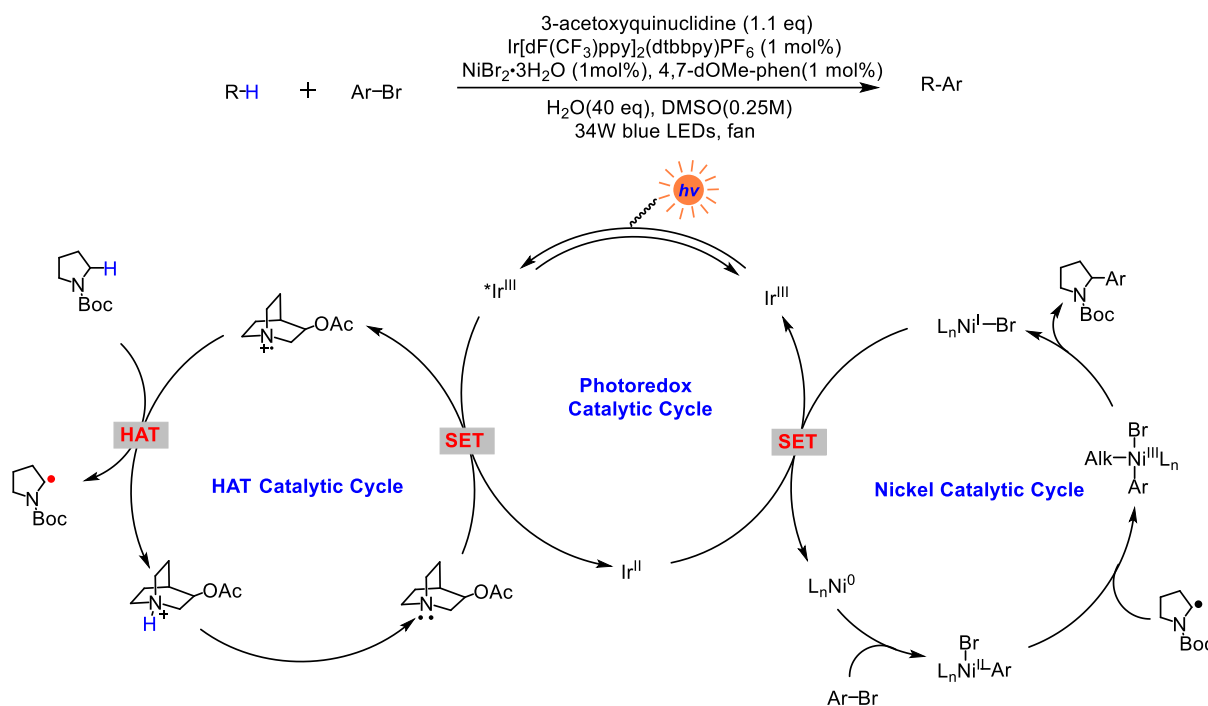 3-acetoxyquinuclidine (1.1 eq)
Ir[dF(CF3)ppy]2(dtbbpy)PF6 (1 mol%)
NiBr2•3H2O (1mol%), 4,7-dOMe-phen(1 mol%)
R-H + Ar–Br
R-Ar
H2O(40 eq), DMSO(0.25M)
34W blue LEDs, fan
hv
H
N
Boc
*IrIII
IrIII
Ar
N
Boc
OAc
N
+•
LnNiI–Br
Photoredox
Catalytic Cycle
HAT
SET
SET
Br
Alk–NiIIILn
Ar
N
Boc
HAT Catalytic Cycle
Nickel Catalytic Cycle
IrII
LnNi0
OAc
N
H
+
OAc
N
N
Boc
Br
LnNiII–Ar
Ar–Br